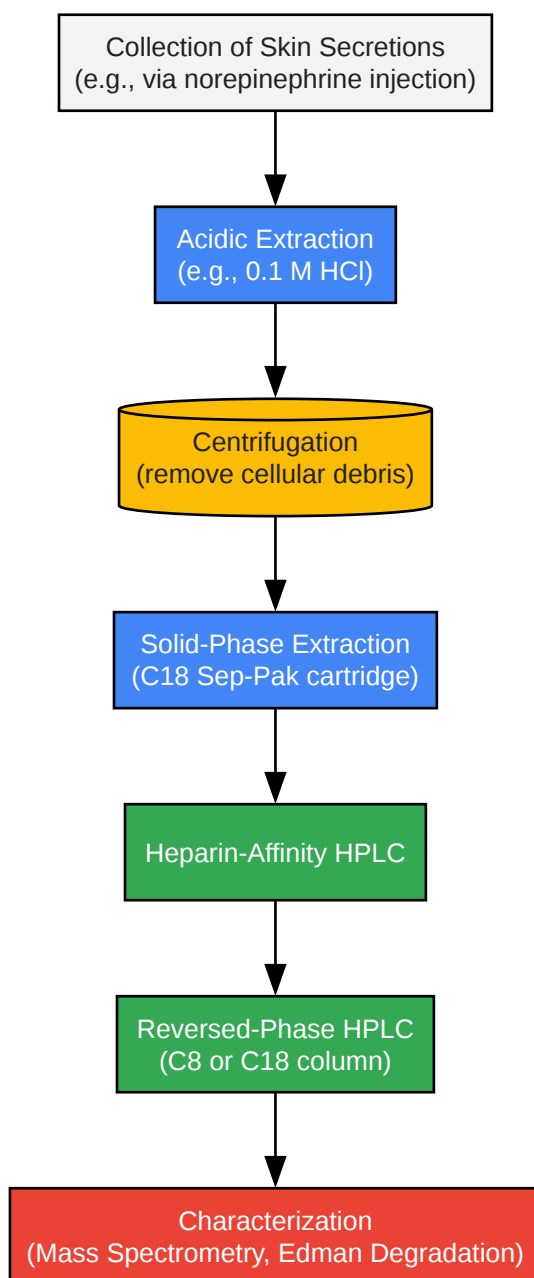 Collection of Skin Secretions
(e.g., via norepinephrine injection)
Acidic Extraction
(e.g., 0.1 M HCl)
Centrifugation
(remove cellular debris)
Solid-Phase Extraction
(C18 Sep-Pak cartridge)
Heparin-Affinity HPLC
Reversed-Phase HPLC
(C8 or C18 column)
Characterization
(Mass Spectrometry, Edman Degradation)